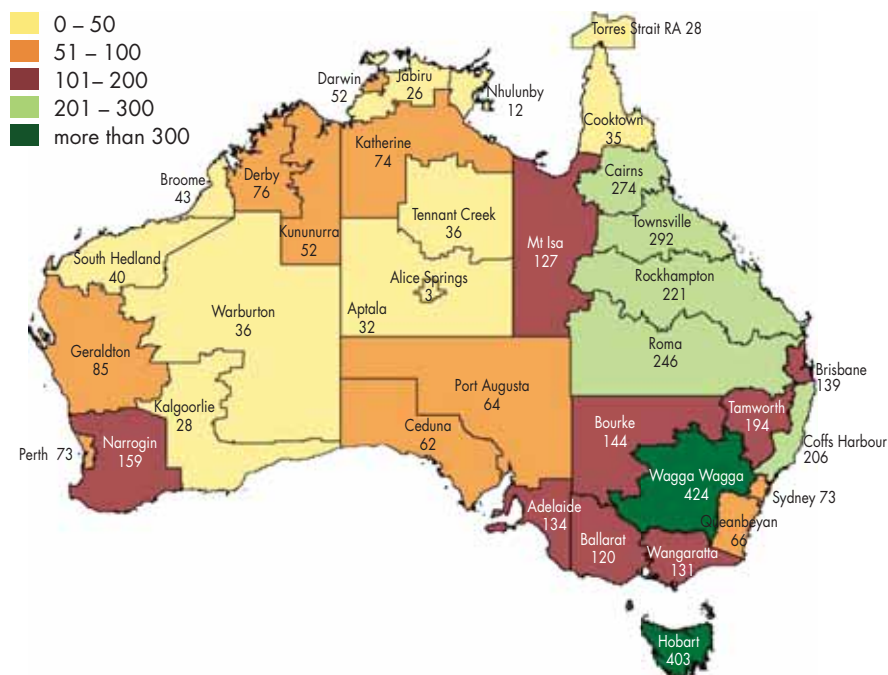 0 – 50
51 – 100
101– 200
201 – 300
more than 300
Torres Strait RA 28
Darwin
52
Jabiru
26
Nhulunby
12
Cooktown
35
Katherine
74
Broome
43
Derby
76
Kununurra
52
Tennant Creek
36
Mt Isa
127
Cairns
274
Townsville
292
South Hedland
40
Warburton
36
Alice Springs
3
Aptala
32
Rockhampton
221
Geraldton
85
Roma
246
Brisbane
139
Kalgoorlie
28
Port Augusta
64
Ceduna
62
Bourke
144
Tamworth
194
Coffs Harbour
206
Perth 73
Narrogin
159
Wagga Wagga
424
Sydney 73
Adelaide
134
Queanbeyan
66
Ballarat
120
Wangaratta
131
Hobart
403